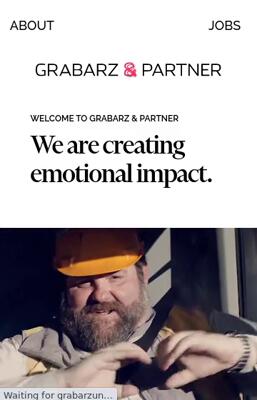 ABOUT JOBS
GRABARZ & PARTNER
WELCOME TO GRABARZ & PARTNER
We are creating
emotional impact.
Waiting for grabarzun...